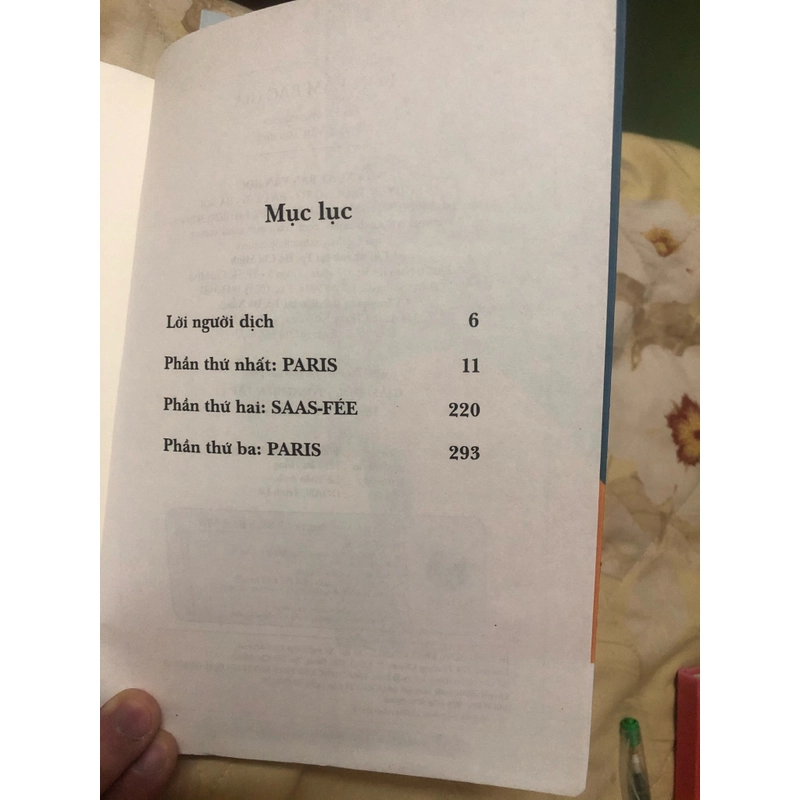 Mục lục
Lời người dịch 6
Phần thứ nhất: PARIS 11
Phần thứ hai: SAAS-FÉE 220
Phần thứ ba: PARIS 293